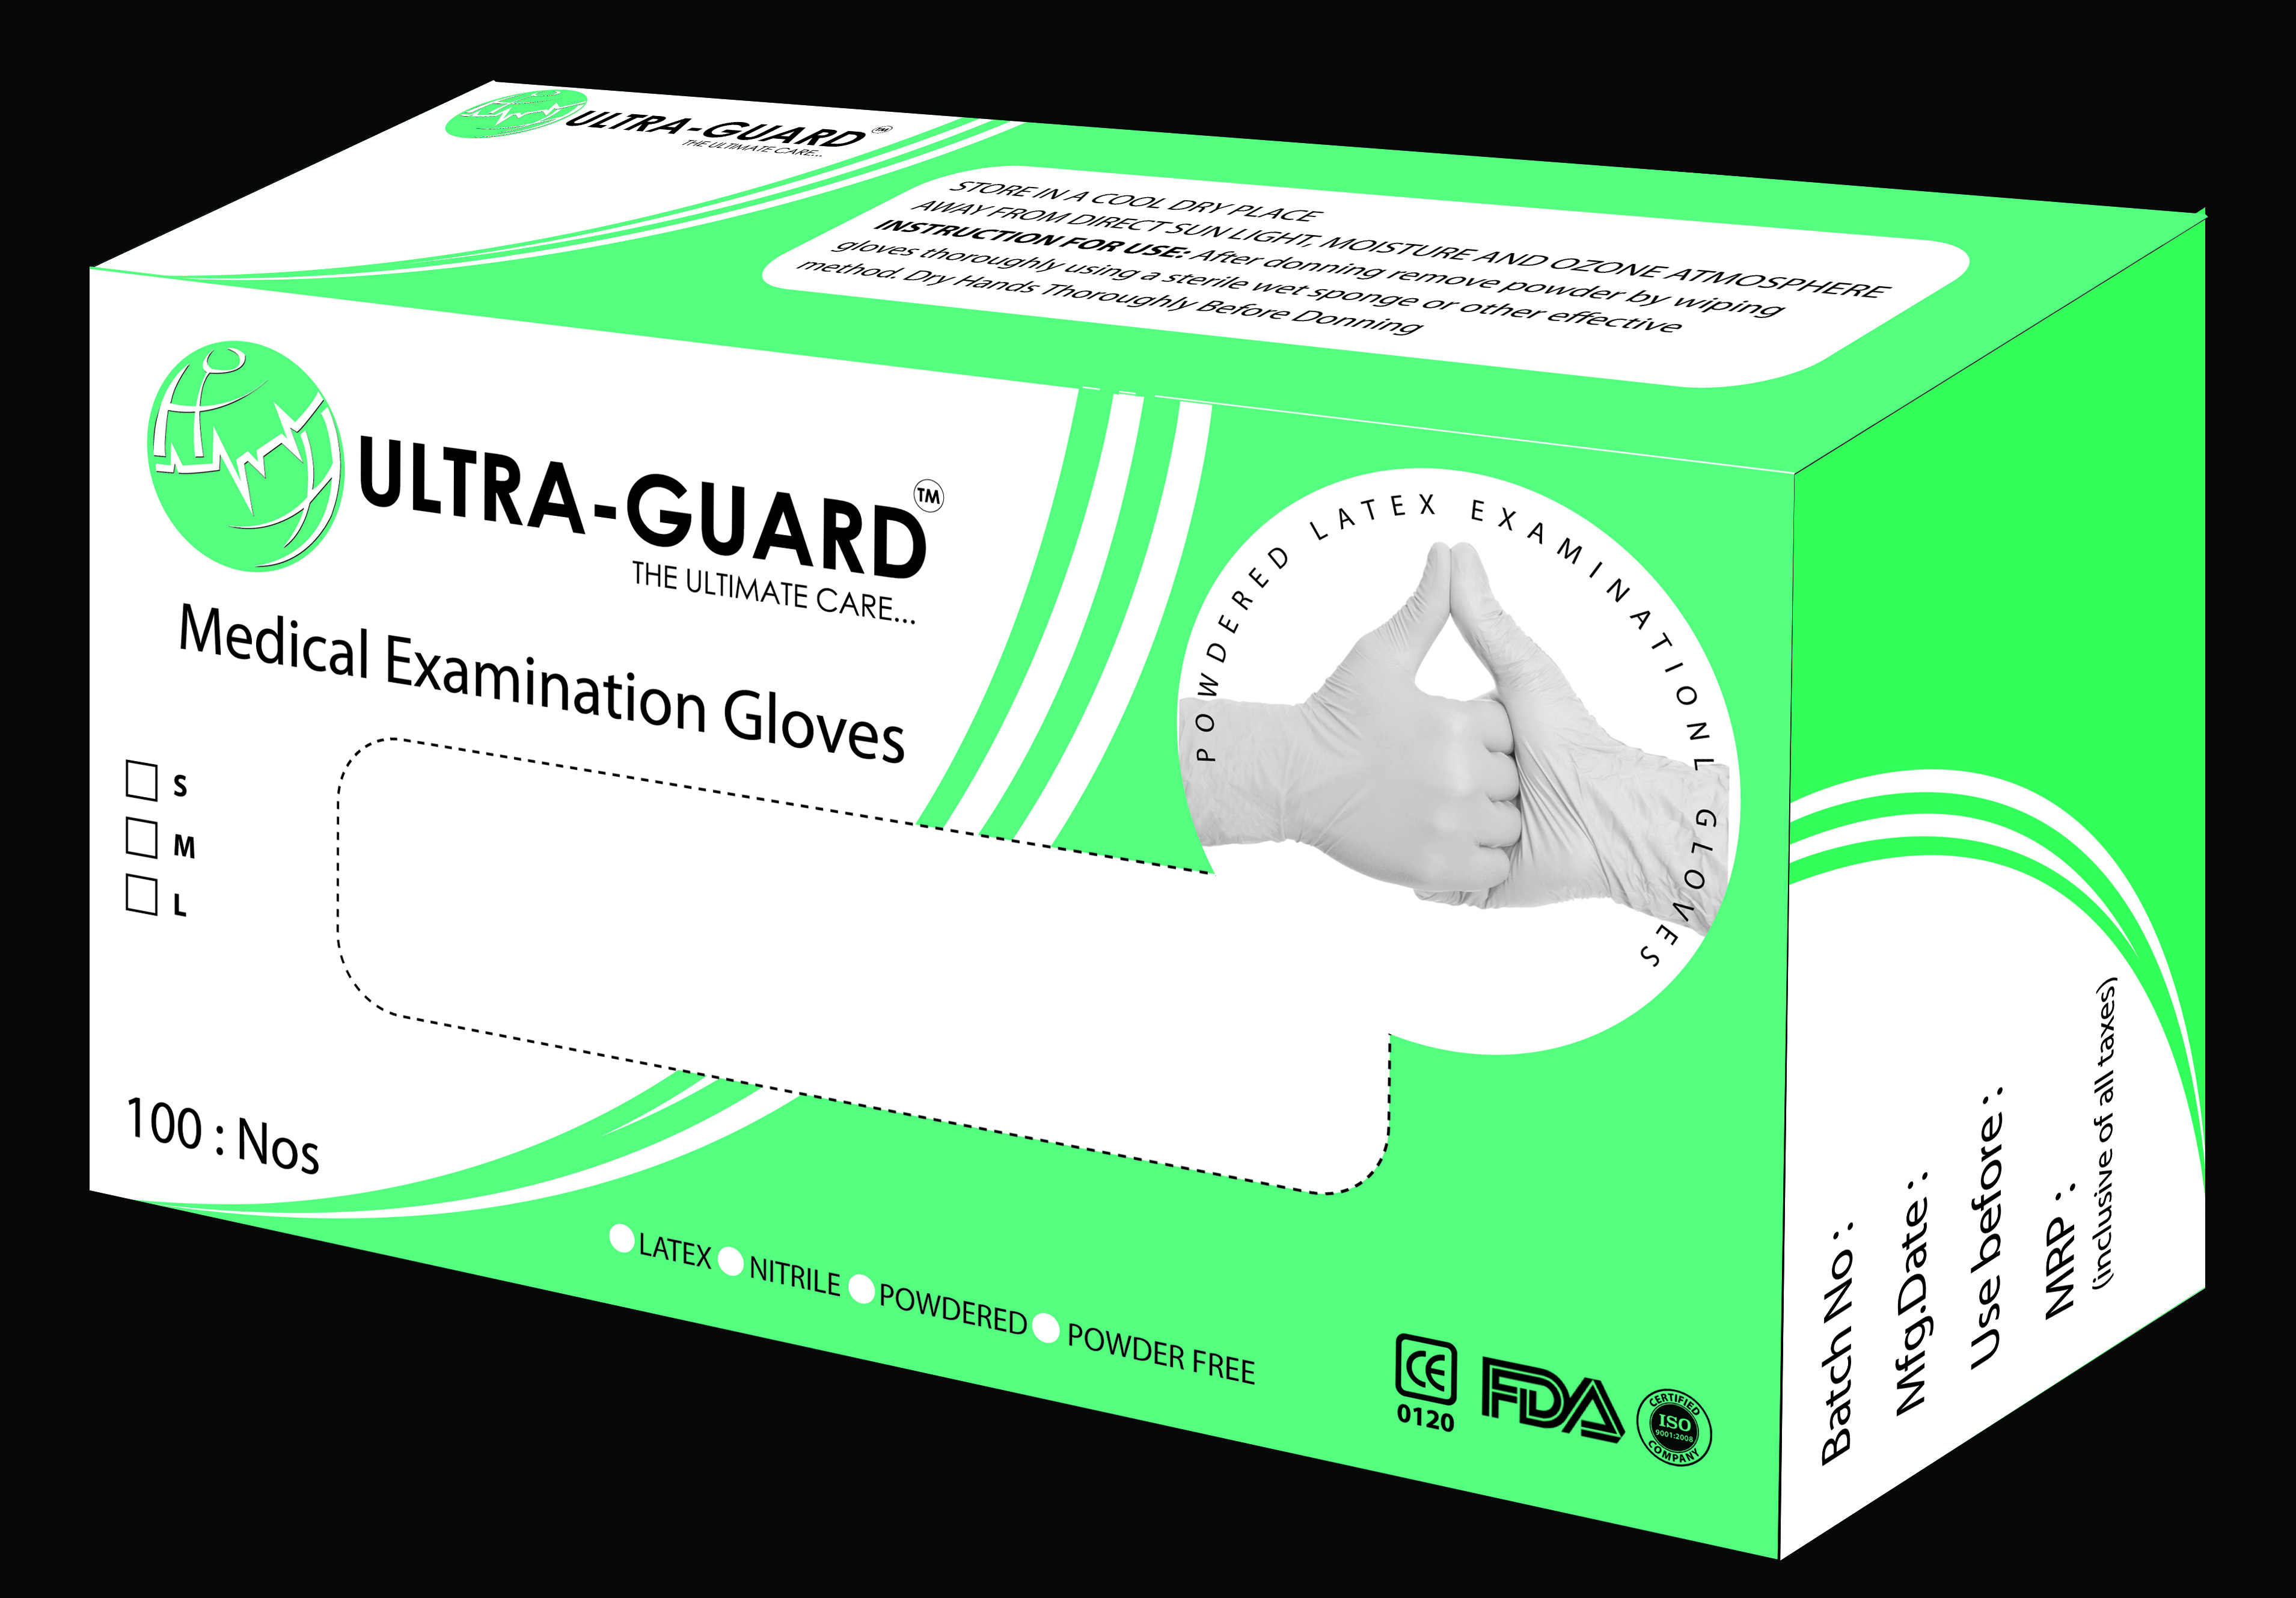 ULTRA-GUARD TM
THE ULTIMATE CARE...
STORE IN A COOL DRY PLACE
AWAY FROM DIRECT SUN LIGHT, MOISTURE AND OZONE ATMOSPHERE
INSTRUCTION FOR USE: After donning remove powder by wiping
gloves thoroughly using a sterile wet sponge or other effective
method. Dry Hands Thoroughly Before Donning
ULTRA-GUARD TM
THE ULTIMATE CARE...
Medical Examination Gloves
POWDERED LATEX EXAMINATIONL GLOVES
S
M
L
100 : Nos
LATEX NITRILE POWDERED POWDER FREE
CE
0120
FDA
CERTIFIED
ISO
9001:2008
COMPANY
Batch No :
Mfg.Date :
Use before :
MRP :
(inclusive of all taxes)